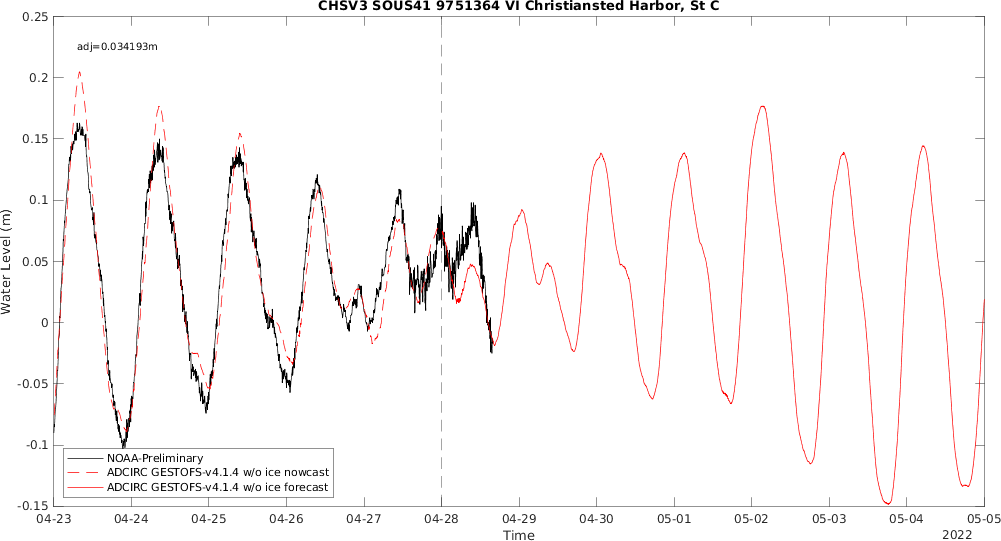 CHSV3 SOUS41 9751364 VI Christiansted Harbor, St C
adj=0.034193m
0.25
0.2
0.15
0.1
0.05
0
-0.05
-0.1
-0.15
Water Level (m)
NOAA-Preliminary
ADCIRC GESTOFS-v4.1.4 w/o ice nowcast
ADCIRC GESTOFS-v4.1.4 w/o ice forecast
04-23 04-24 04-25 04-26 04-27 04-28 04-29 04-30 05-01 05-02 05-03 05-04 05-05
Time
2022